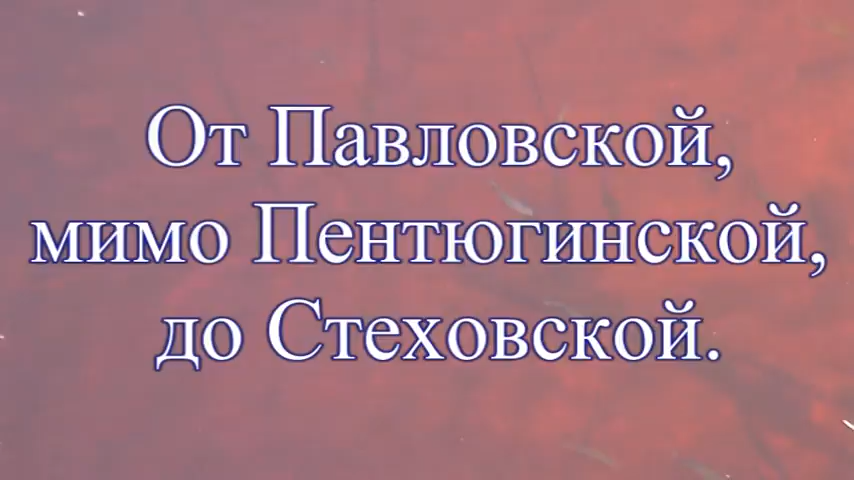 От Павловской,
мимо Пентюгинской,
до Стеховской.